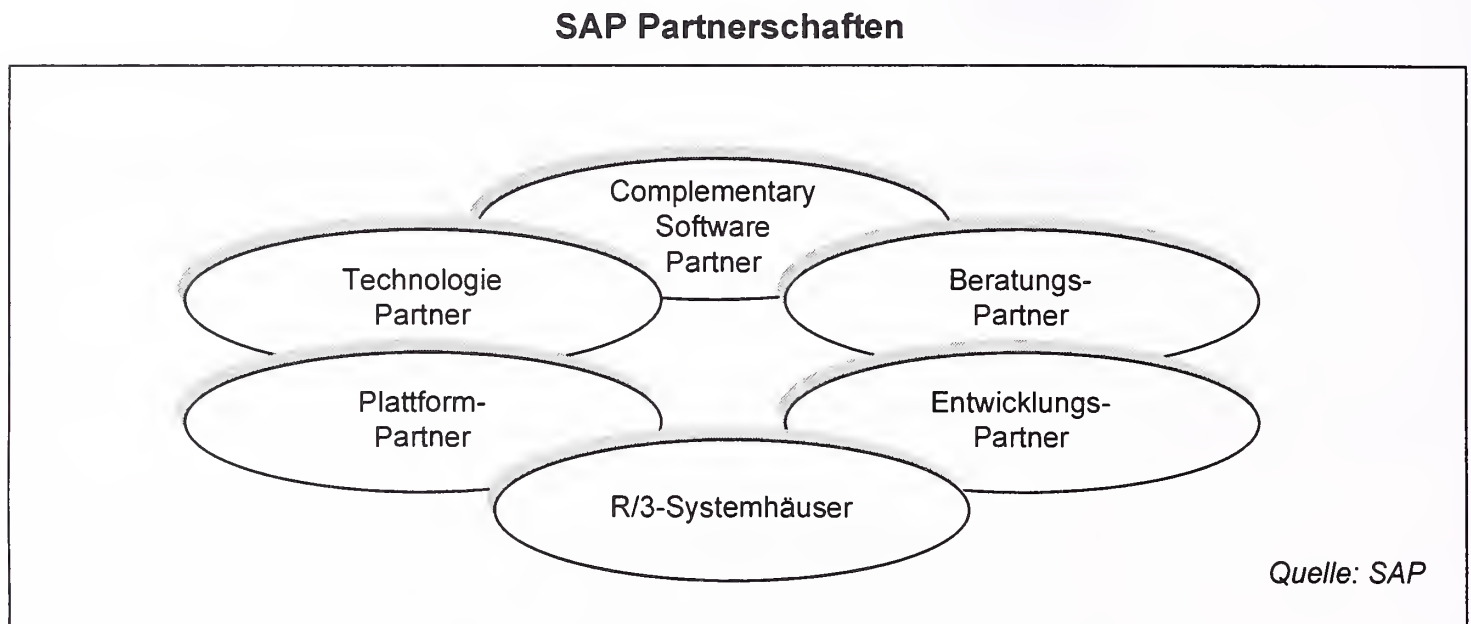 SAP Partnerschaften
Complementary
Software
Partner
Technologie
Partner
Beratungs-
Partner
Plattform-
Partner
Entwicklungs-
Partner
R/3-Systemhäuser
Quelle: SAP